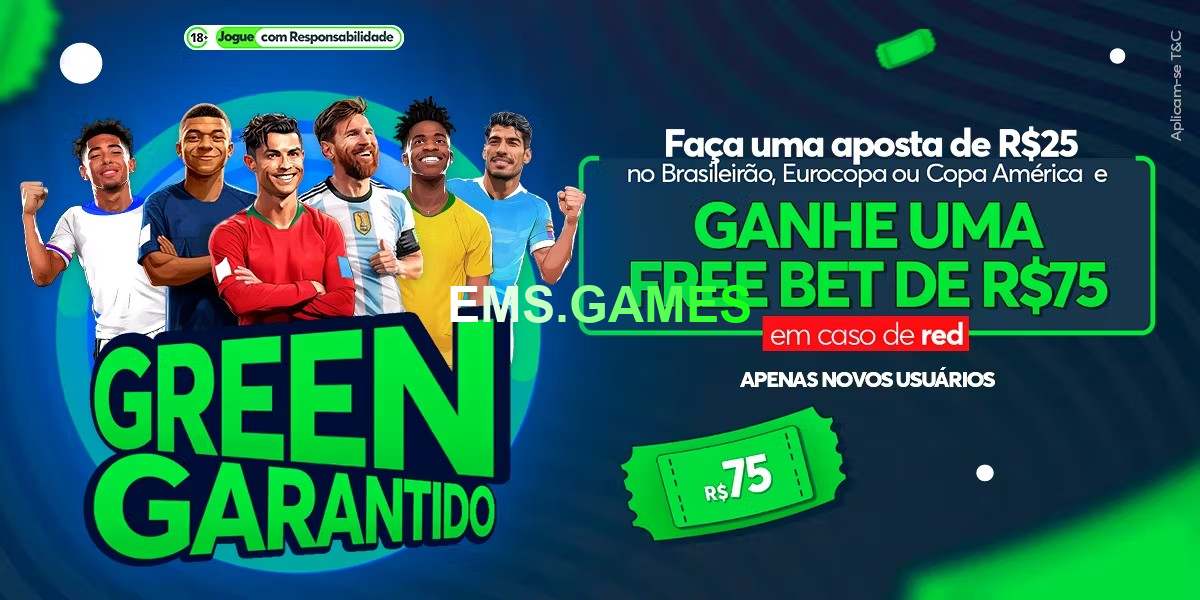 18+ Jogue com Responsabilidade
Aplicam-se T&C
Faça uma aposta de R$25
no Brasileirão, Eurocopa ou Copa América e
GANHE UMA
FREE BET DE R$75
EMS.GAMES
em caso de red
APENAS NOVOS USUÁRIOS
GREEN
GARANTIDO
R$75